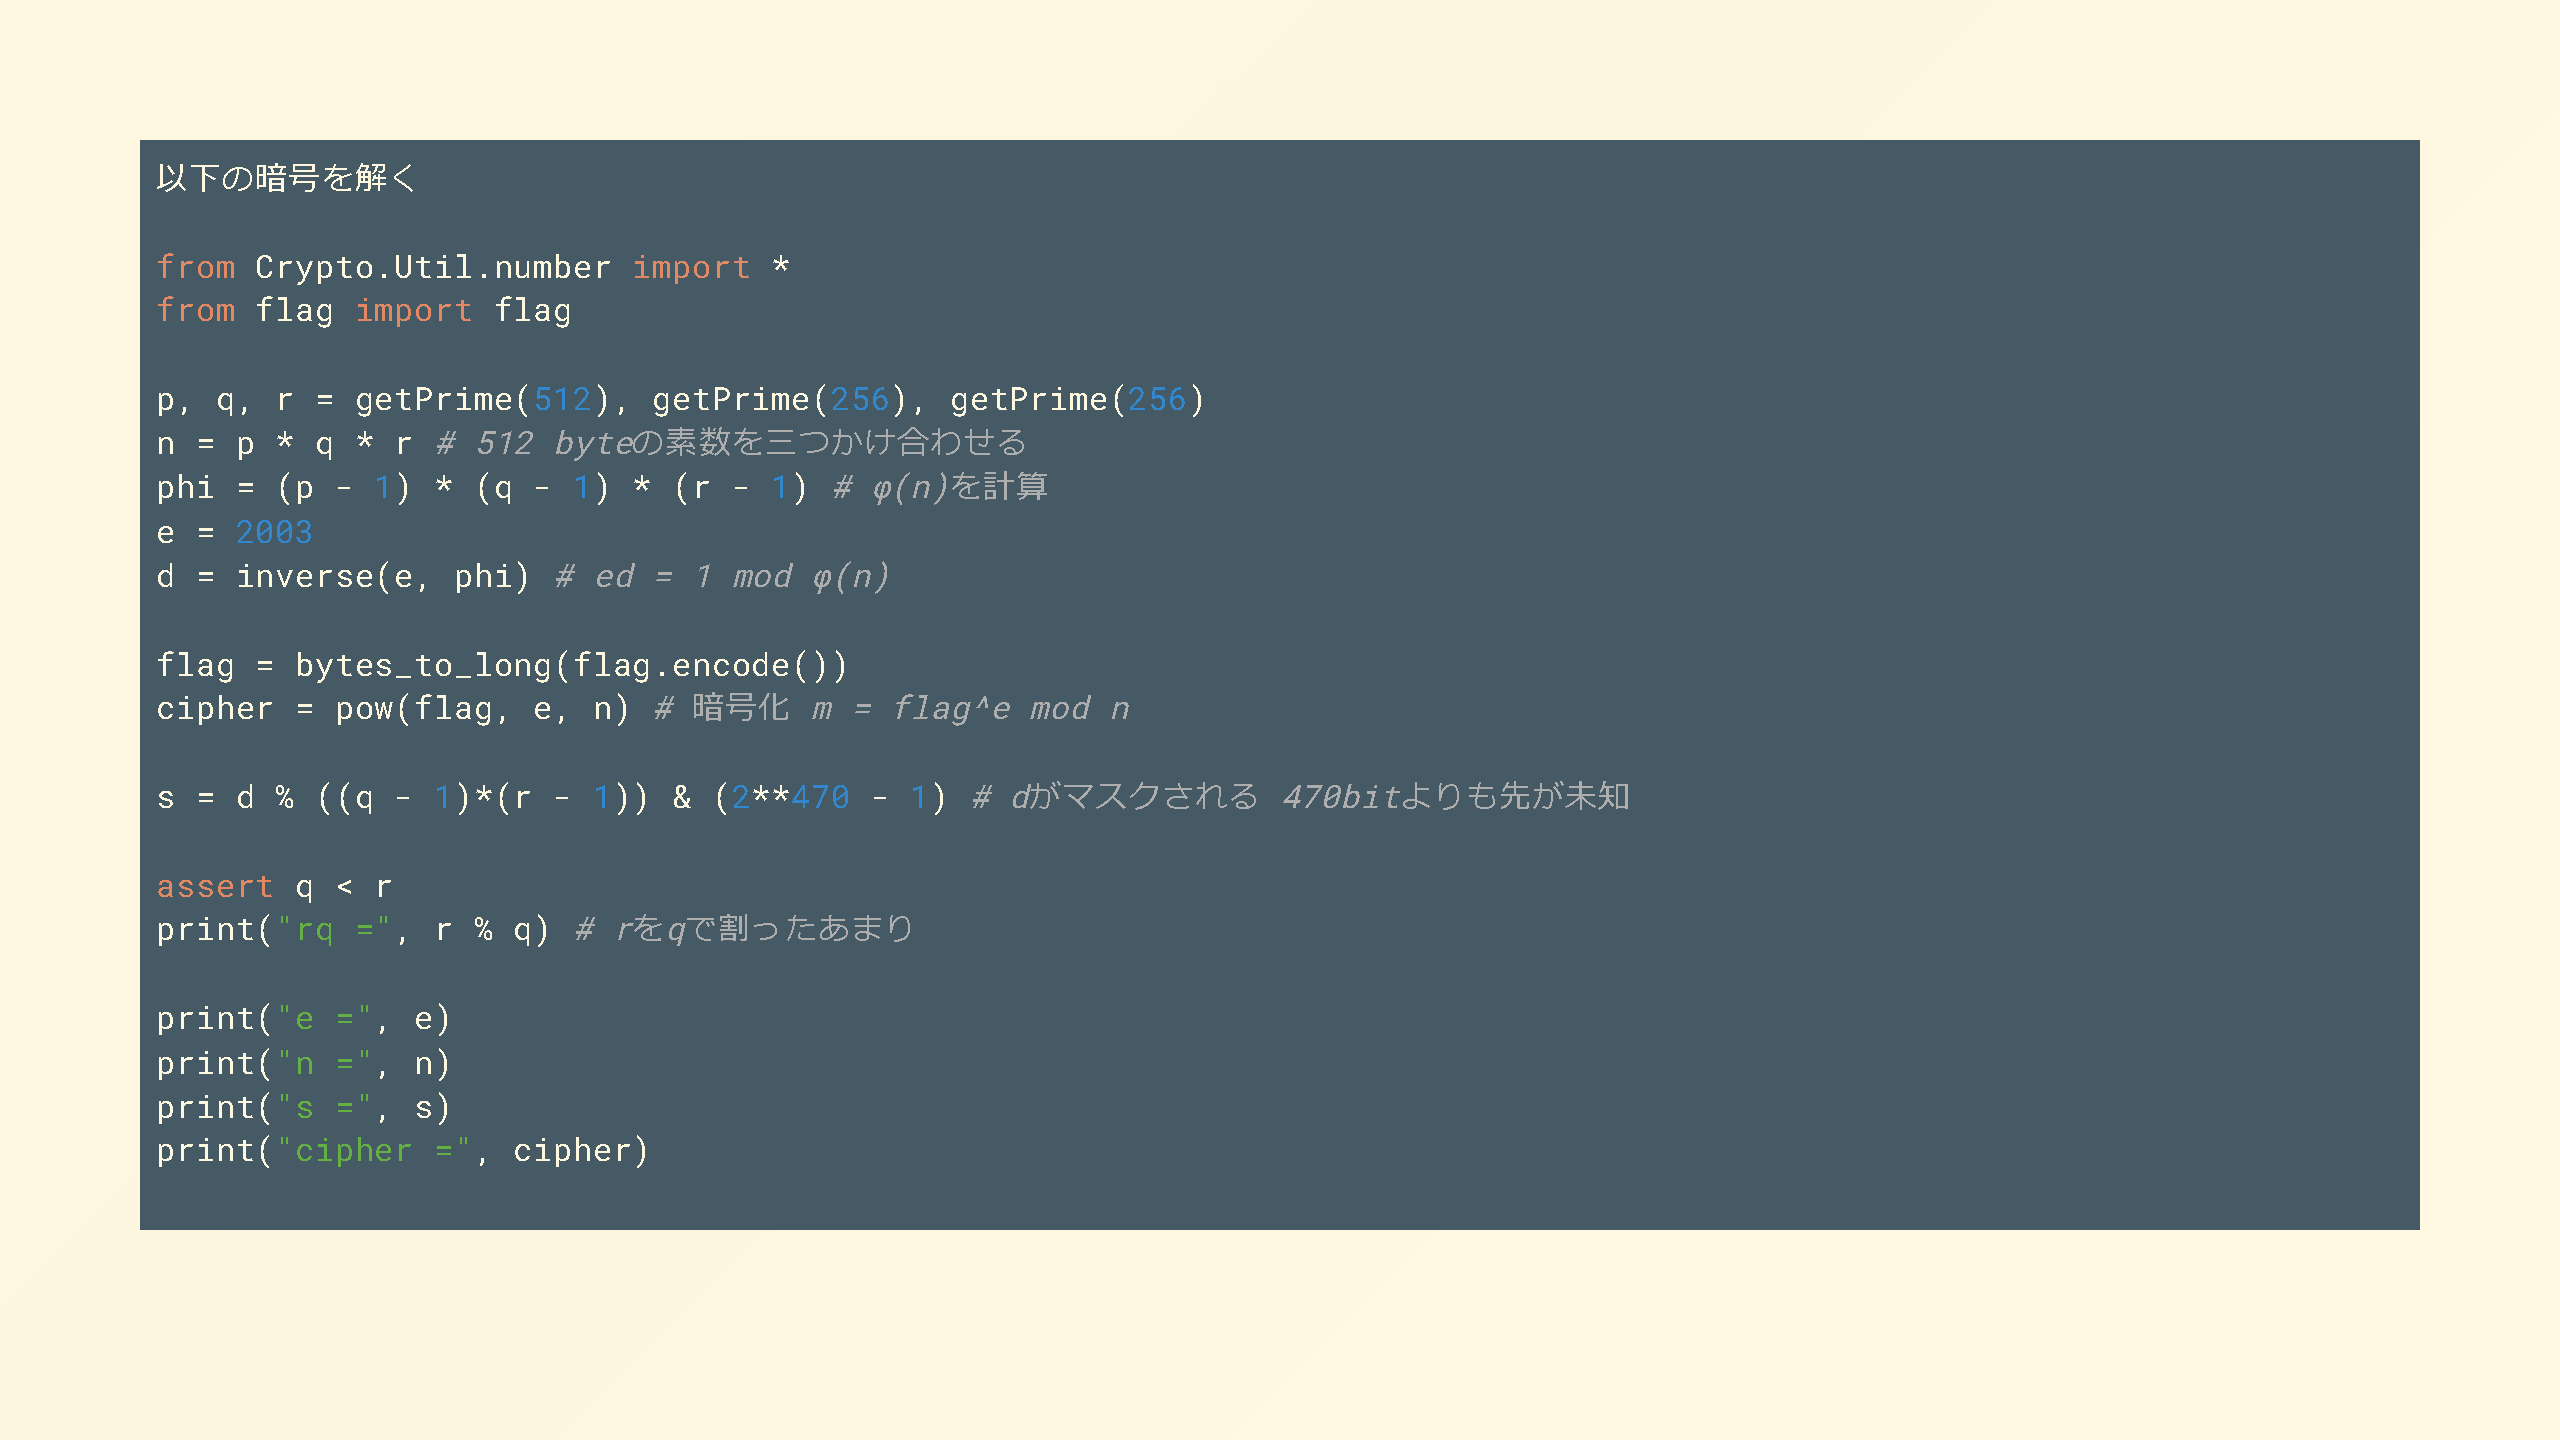 以下の暗号を解く
from Crypto.Util.number import *
from flag import flag
p, q, r = getPrime(512), getPrime(256), getPrime(256)
n = p * q * r # 512 byteの素数を三つかけ合わせる
phi = (p - 1) * (q - 1) * (r - 1) # φ(n)を計算
e = 2003
d = inverse(e, phi) # ed = 1 mod φ(n)
flag = bytes_to_long(flag.encode())
cipher = pow(flag, e, n) # 暗号化 m = flag^e mod n
s = d % ((q - 1)*(r - 1)) & (2**470 - 1) # dがマスクされる 470bitよりも先が未知
assert q < r
print("rq =", r % q) # rをqで割ったあまり
print("e =", e)
print("n =", n)
print("s =", s)
print("cipher =", cipher)